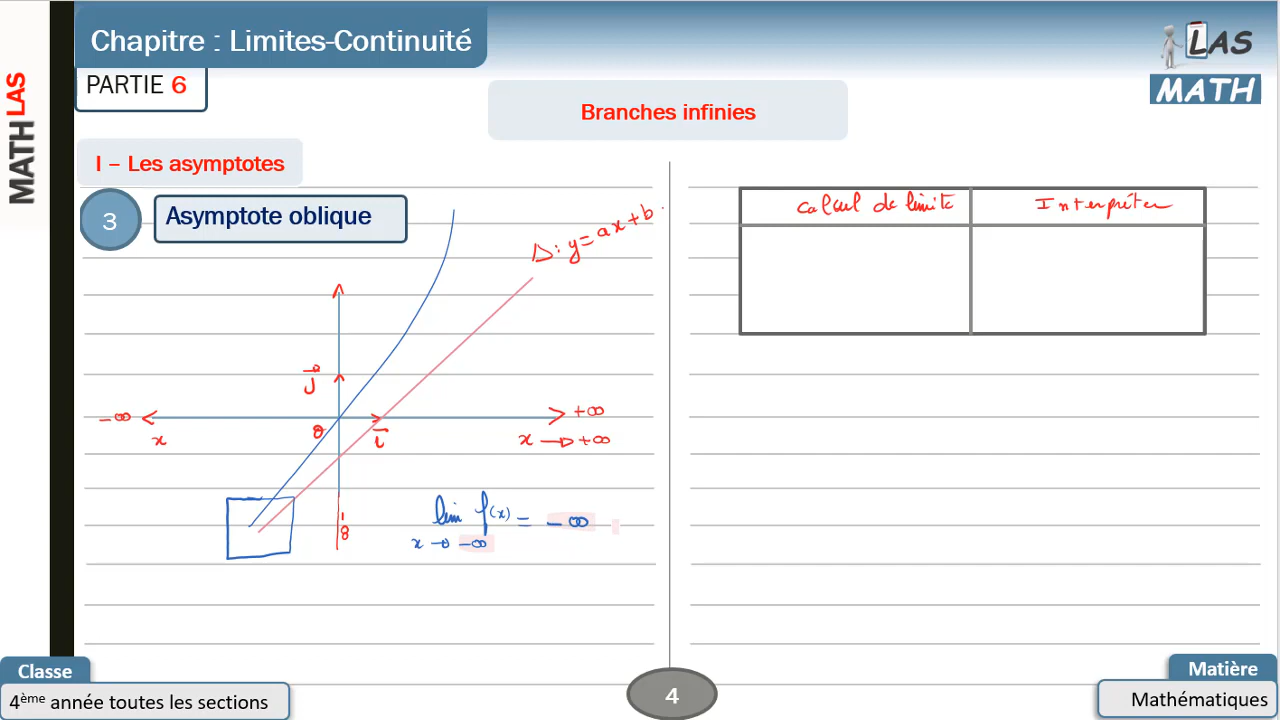 Chapitre : Limites-Continuité
LAS
MATH
MATH LAS
PARTIE 6
Branches infinies
I – Les asymptotes
3
Asymptote oblique
Δ: y = ax + b
j
-∞
x
o
i
+∞
x → +∞
-∞
lim f(x) = -∞
x → -∞
calcul de limite
Interpréter
Classe
4ème année toutes les sections
4
Matière
Mathématiques